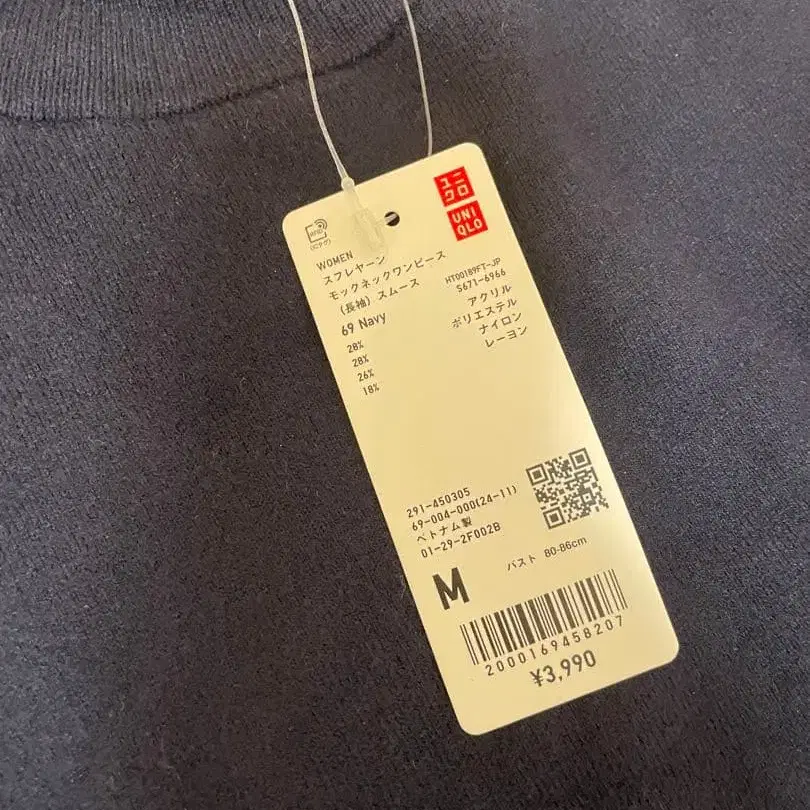 ユニ
クロ
UNI
QLO
RFID
(ICタグ)
WOMEN
スフレヤーン
モックネックワンピース
(長袖) スムース
69 Navy
HT00189FT-JP
S671-6966
28% アクリル
28% ポリエステル
26% ナイロン
18% レーヨン
291-450305
69-004-000(24-11)
ベトナム製
01-29-2F002B
M
バスト 80-86cm
2000169458207
¥3,990